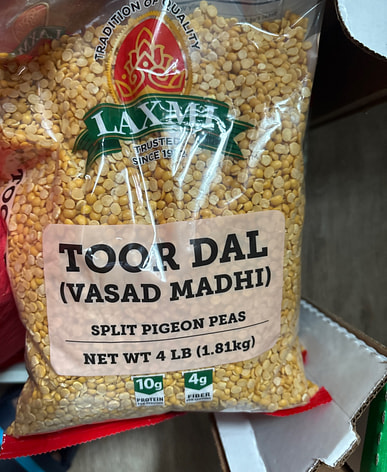 TRADITION OF QUALITY
LAXMI
TRUSTED
TOOR DAL
(VASAD MADHI)
SPLIT PIGEON PEAS
NET WT 4 LB (1.81kg)
10g 4g
PROTEIN FIBER